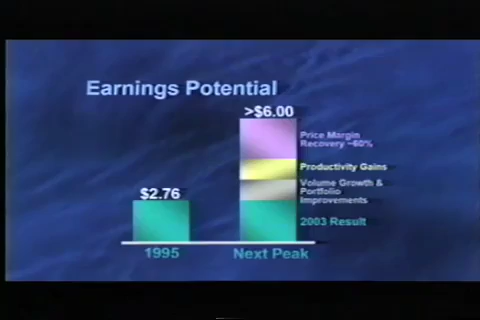 Earnings Potential
>$6.00
Price Margin
Recovery ~60%
Productivity Gains
Volume Growth &
Portfolio
Improvements
2003 Result
$2.76
1995
Next Peak